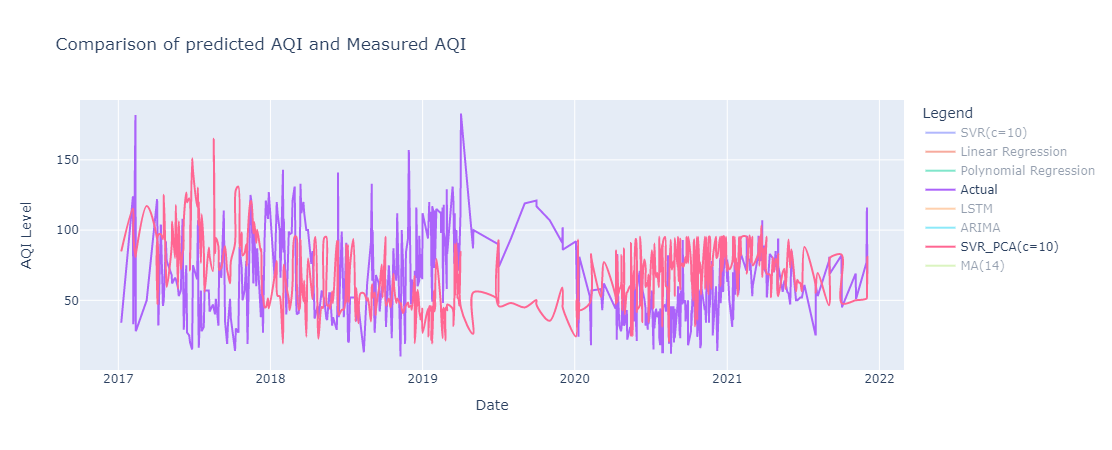 Comparison of predicted AQI and Measured AQI
Legend
SVR(c=10)
Linear Regression
Polynomial Regression
Actual
LSTM
ARIMA
SVR_PCA(c=10)
MA(14)
AQI Level
150
100
50
2017 2018 2019 2020 2021 2022
Date